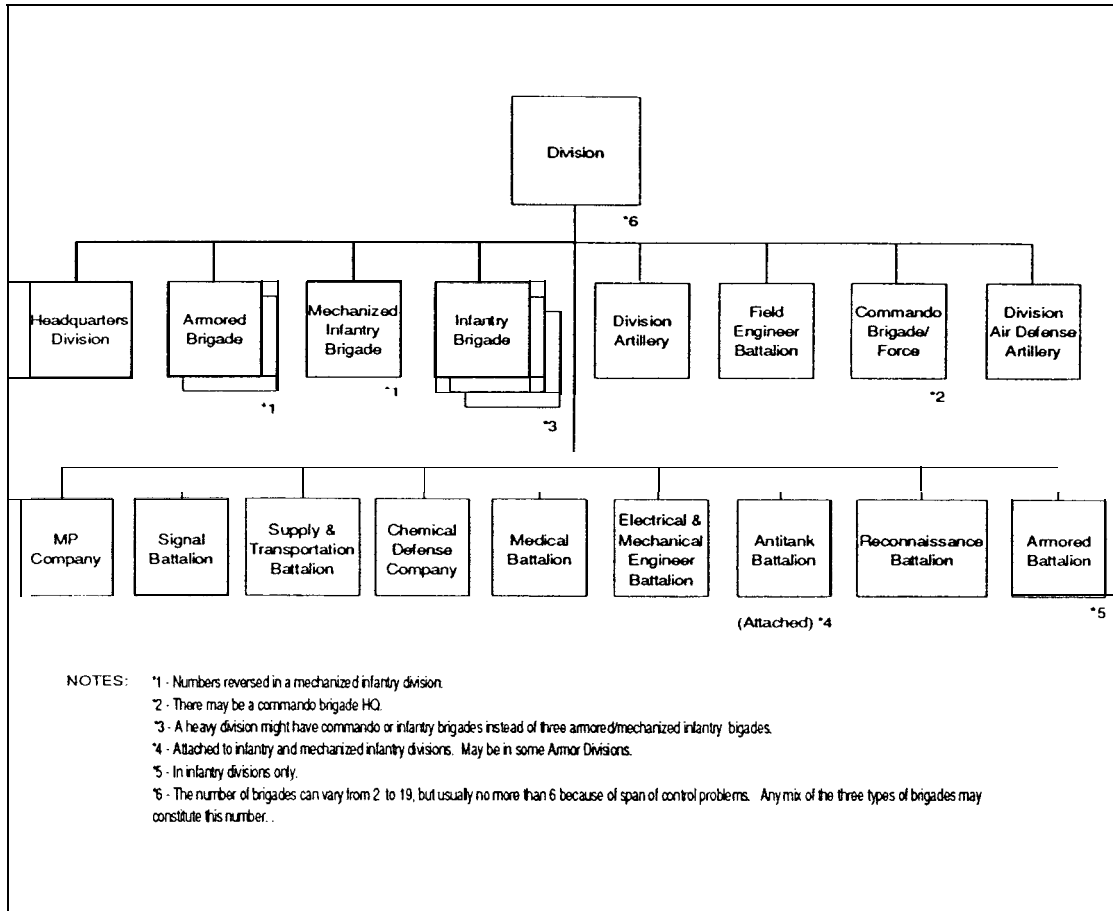 Division
*6
Headquarters
Division
Armored
Brigade
*1
Mechanized
Infantry
Brigade
*1
Infantry
Brigade
*3
Division
Artillery
Field
Engineer
Battalion
Commando
Brigade/
Force
*2
Division
Air Defense
Artillery
MP
Company
Signal
Battalion
Supply &
Transportation
Battalion
Chemical
Defense
Company
Medical
Battalion
Electrical &
Mechanical
Engineer
Battalion
Antitank
Battalion
(Attached) *4
Reconnaissance
Battalion
Armored
Battalion
*5
NOTES: *1 - Numbers reversed in a mechanized infantry division.
*2 - There may be a commando brigade HQ.
*3 - A heavy division might have commando or infantry brigades instead of three armored/mechanized infantry bigades.
*4 - Attached to infantry and mechanized infantry divisions. May be in some Armor Divisions.
*5 - In infantry divisions only.
*6 - The number of brigades can vary from 2 to 19, but usually no more than 6 because of span of control problems. Any mix of the three types of brigades may
constitute this number. .